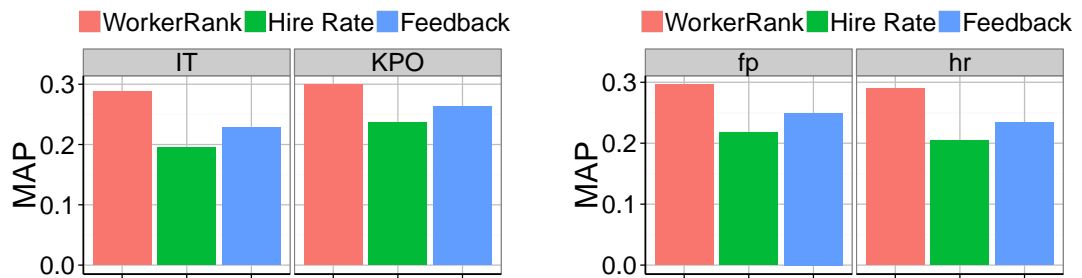 WorkerRank Hire Rate Feedback
IT KPO
MAP
0.3
0.2
0.1
0.0
WorkerRank Hire Rate Feedback
fp hr
MAP
0.3
0.2
0.1
0.0